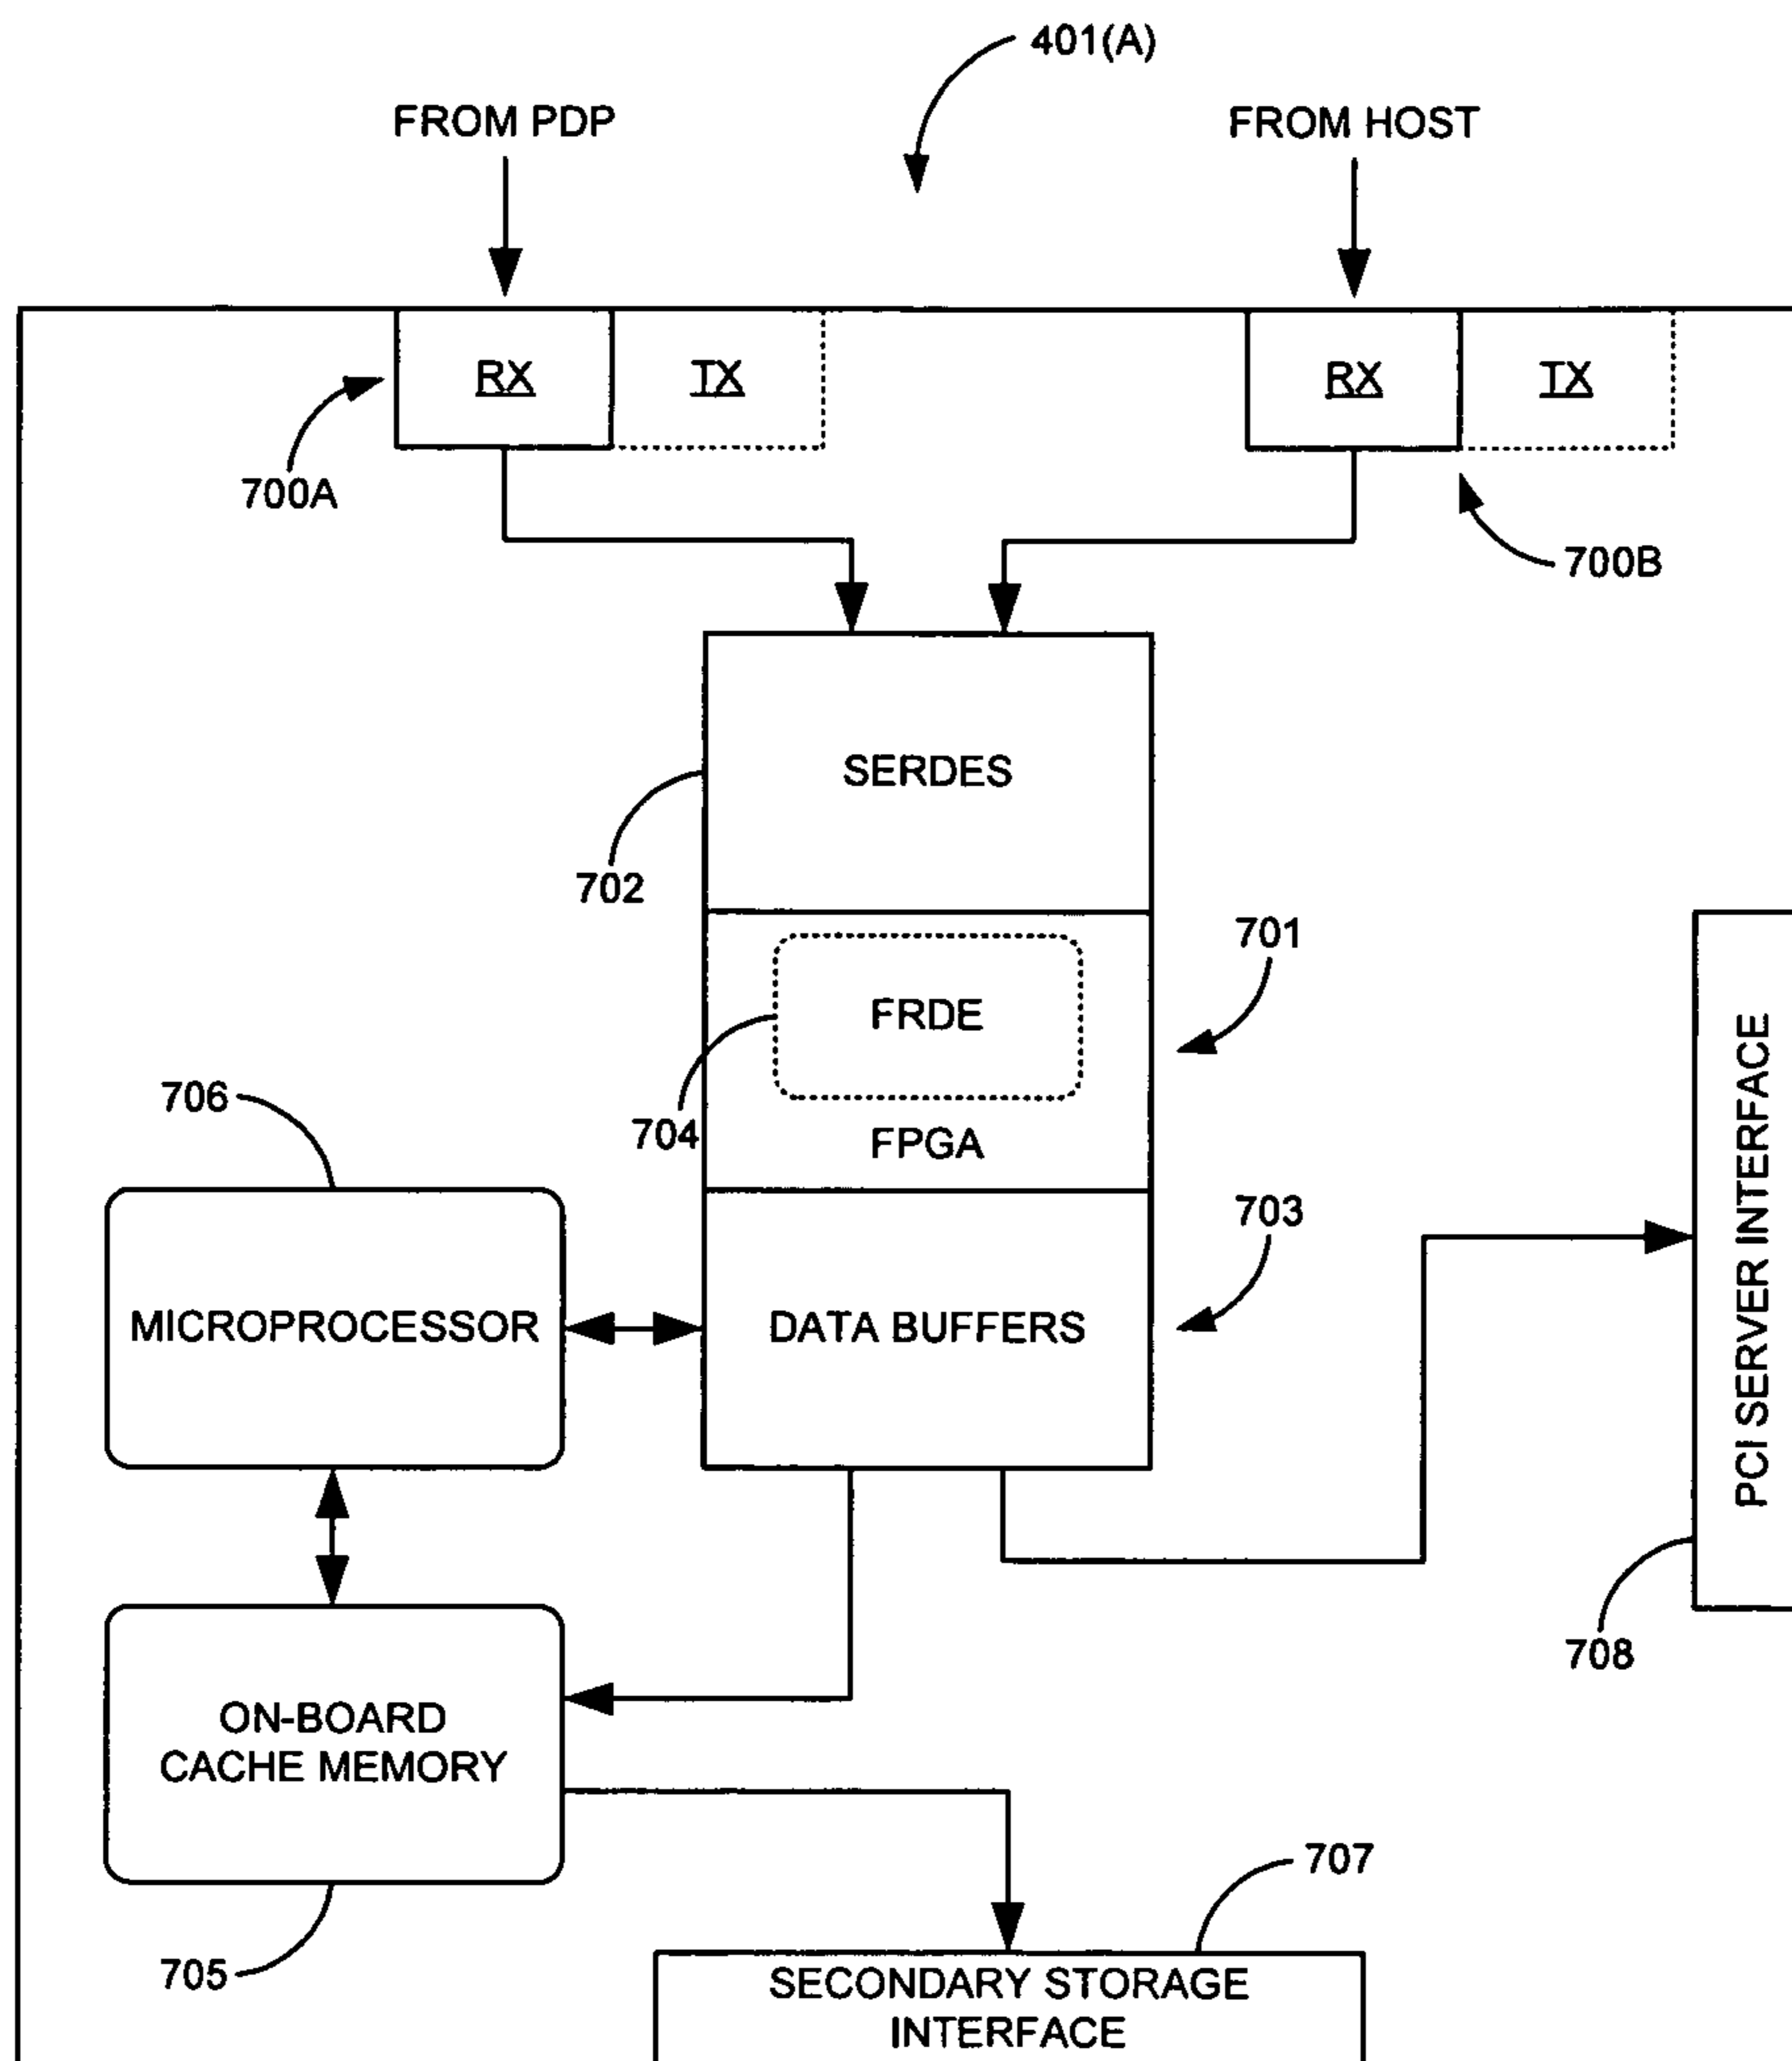 401(A)
FROM PDP
FROM HOST
RX
TX
RX
TX
700A
700B
SERDES
702
701
FRDE
706
704
FPGA
703
PCI SERVER INTERFACE
MICROPROCESSOR
DATA BUFFERS
708
ON-BOARD
CACHE MEMORY
707
705
SECONDARY STORAGE
INTERFACE